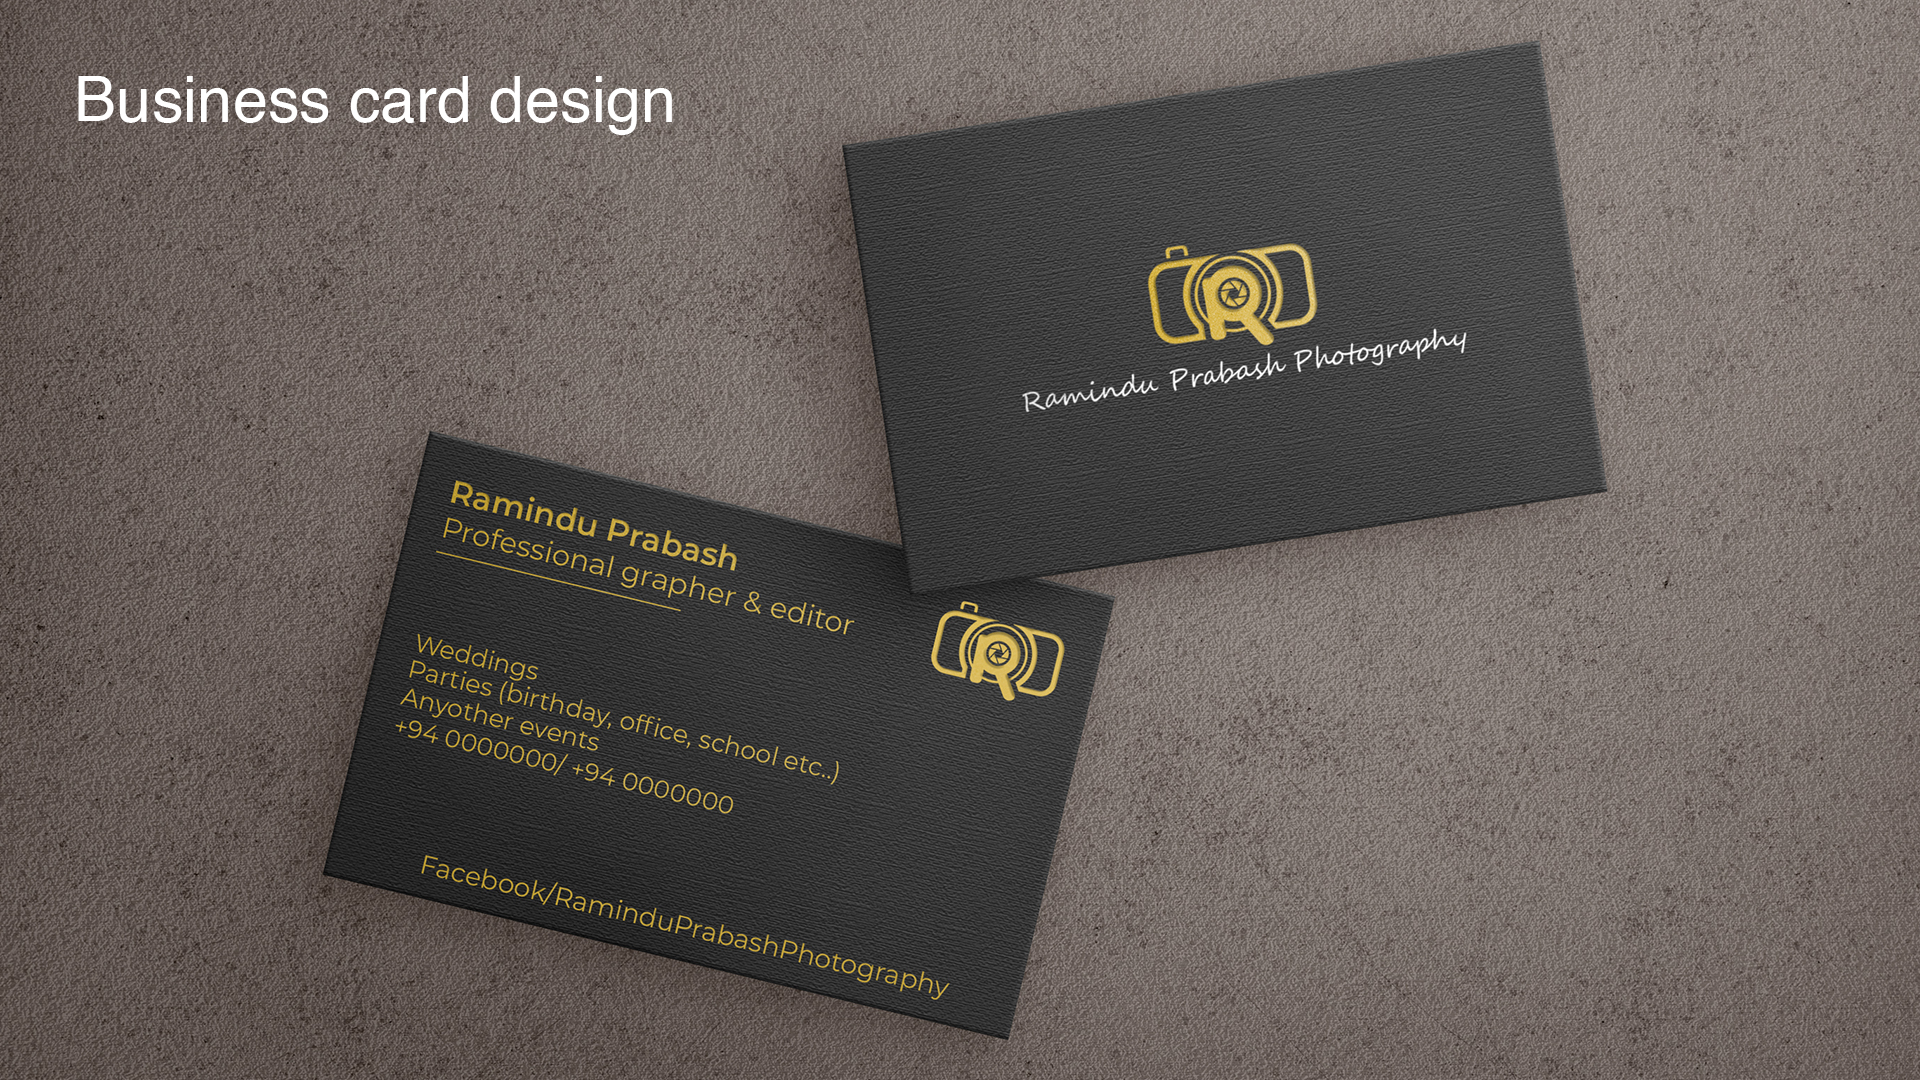 Business card design
R
Ramindu Prabash Photography
Ramindu Prabash
Professional grapher & editor
R
Weddings
Parties (birthday, office, school etc..)
Anyother events
+94 0000000/ +94 0000000
Facebook/RaminduPrabashPhotography